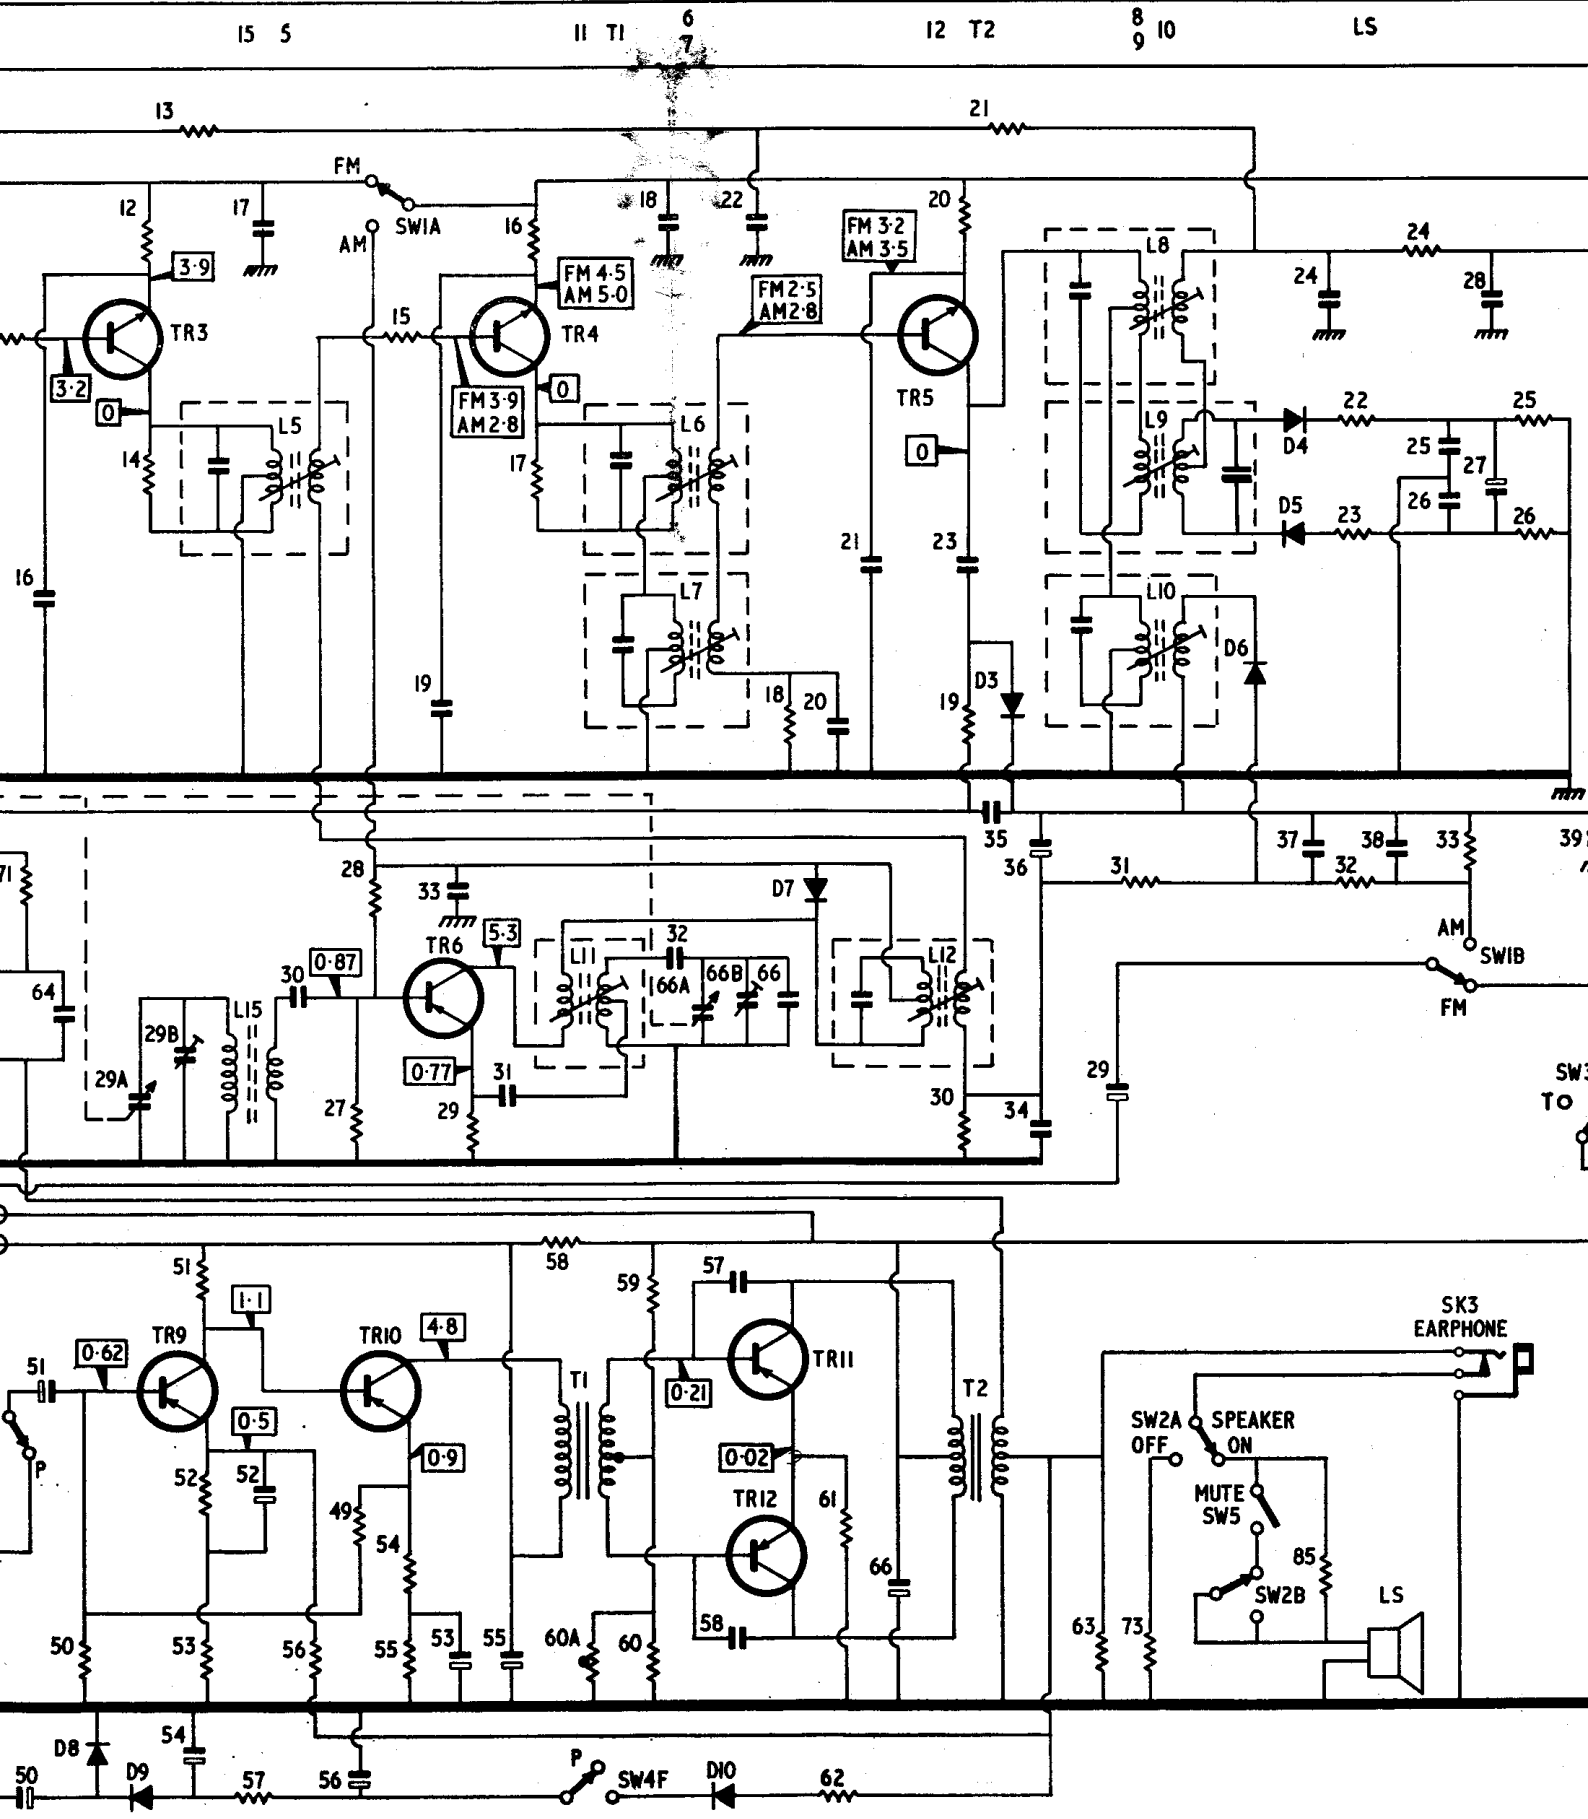 15 5 11 T1 6 12 T2 8 10 LS
7 9
13 21
FM
12 17 SW1A 16 18 22 20
AM
FM 3·2
AM 3·5
L8 24
3·9
FM 4·5
AM 5·0
FM 2·5
AM 2·8
24 28
TR3 15 TR4
3·2
0
FM 3·9
AM 2·8
0
TR5
L5 L6 L9 22 25
14 17
0
D4 25 27
D5 26
21 23 23 26
16 L7 L10
D6
19 18 20 D3 19
71 28 33 D7 35 36 31 37 38 32 33 39
TR6
5·3
L11 32 L12
AM
SW1B
FM
64 L15 30
0·87
66A 66B 66
29B
29A
0·77
31 29
27 29 30 34
SW3
TO
58
51 59 57
1·1
SK3
EARPHONE
TR9 TR10
4·8
51
0·62
TR11
T1
0·21
T2
0·5
SW2A SPEAKER
OFF ON
P 52 52
0·9
0·02
TR12
MUTE
SW5
49 54 61
66 85
SW2B LS
50 53 56 55 53 55 60A 60 58 63 73
D8 54 P
50 D9 57 56 SW4F D10 62